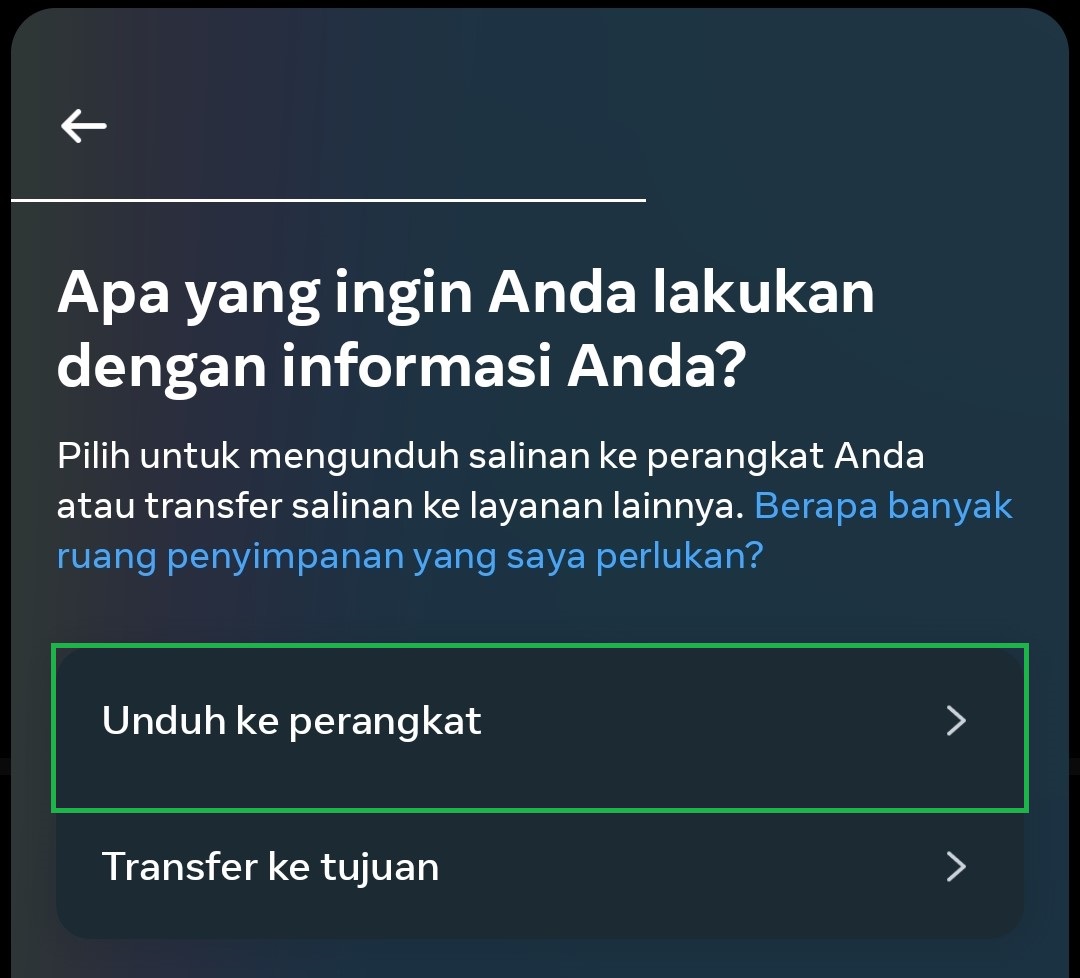 Apa yang ingin Anda lakukan
dengan informasi Anda?
Pilih untuk mengunduh salinan ke perangkat Anda
atau transfer salinan ke layanan lainnya. Berapa banyak
ruang penyimpanan yang saya perlukan?
Unduh ke perangkat
Transfer ke tujuan